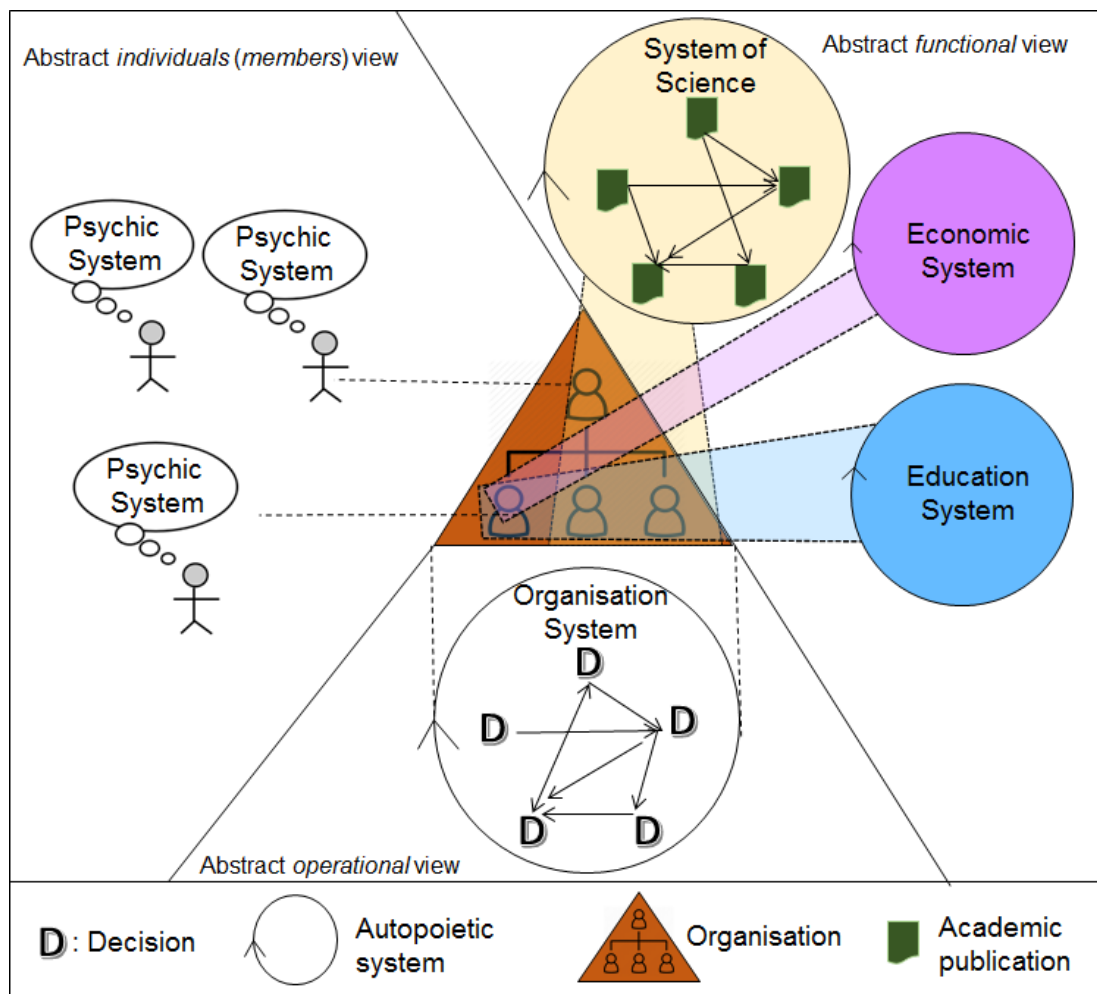 Abstract individuals (members) view
System of
Science
Abstract functional view
Psychic
System
Psychic
System
Economic
System
Psychic
System
Education
System
Organisation
System
D
D
D
D
D
Abstract operational view
D : Decision
Autopoietic
system
Organisation
Academic
publication